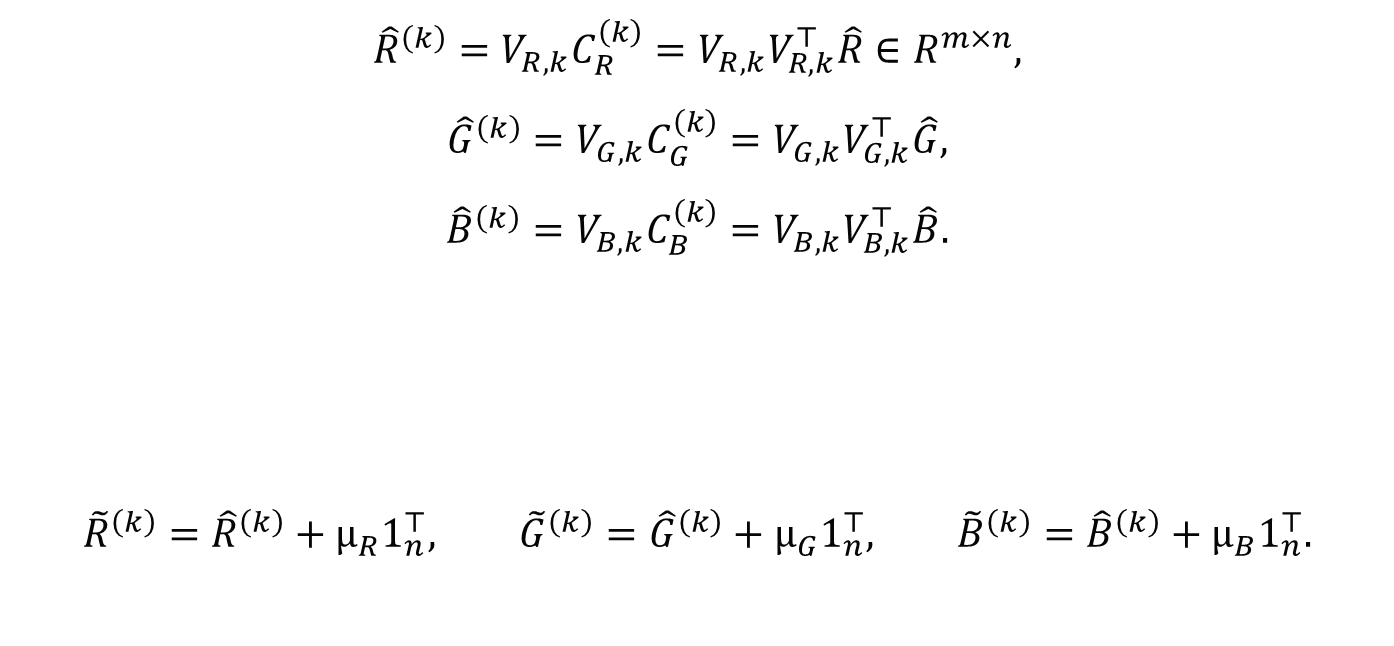 R̂⁽ᵏ⁾ = V_{R,k} C_R^{(k)} = V_{R,k} V_{R,k}^⊤ R̂ ∈ R^{m×n},
Ĝ⁽ᵏ⁾ = V_{G,k} C_G^{(k)} = V_{G,k} V_{G,k}^⊤ Ĝ,
B̂⁽ᵏ⁾ = V_{B,k} C_B^{(k)} = V_{B,k} V_{B,k}^⊤ B̂.
R̃⁽ᵏ⁾ = R̂⁽ᵏ⁾ + μ_R 1_n^⊤, G̃⁽ᵏ⁾ = Ĝ⁽ᵏ⁾ + μ_G 1_n^⊤, B̃⁽ᵏ⁾ = B̂⁽ᵏ⁾ + μ_B 1_n^⊤.